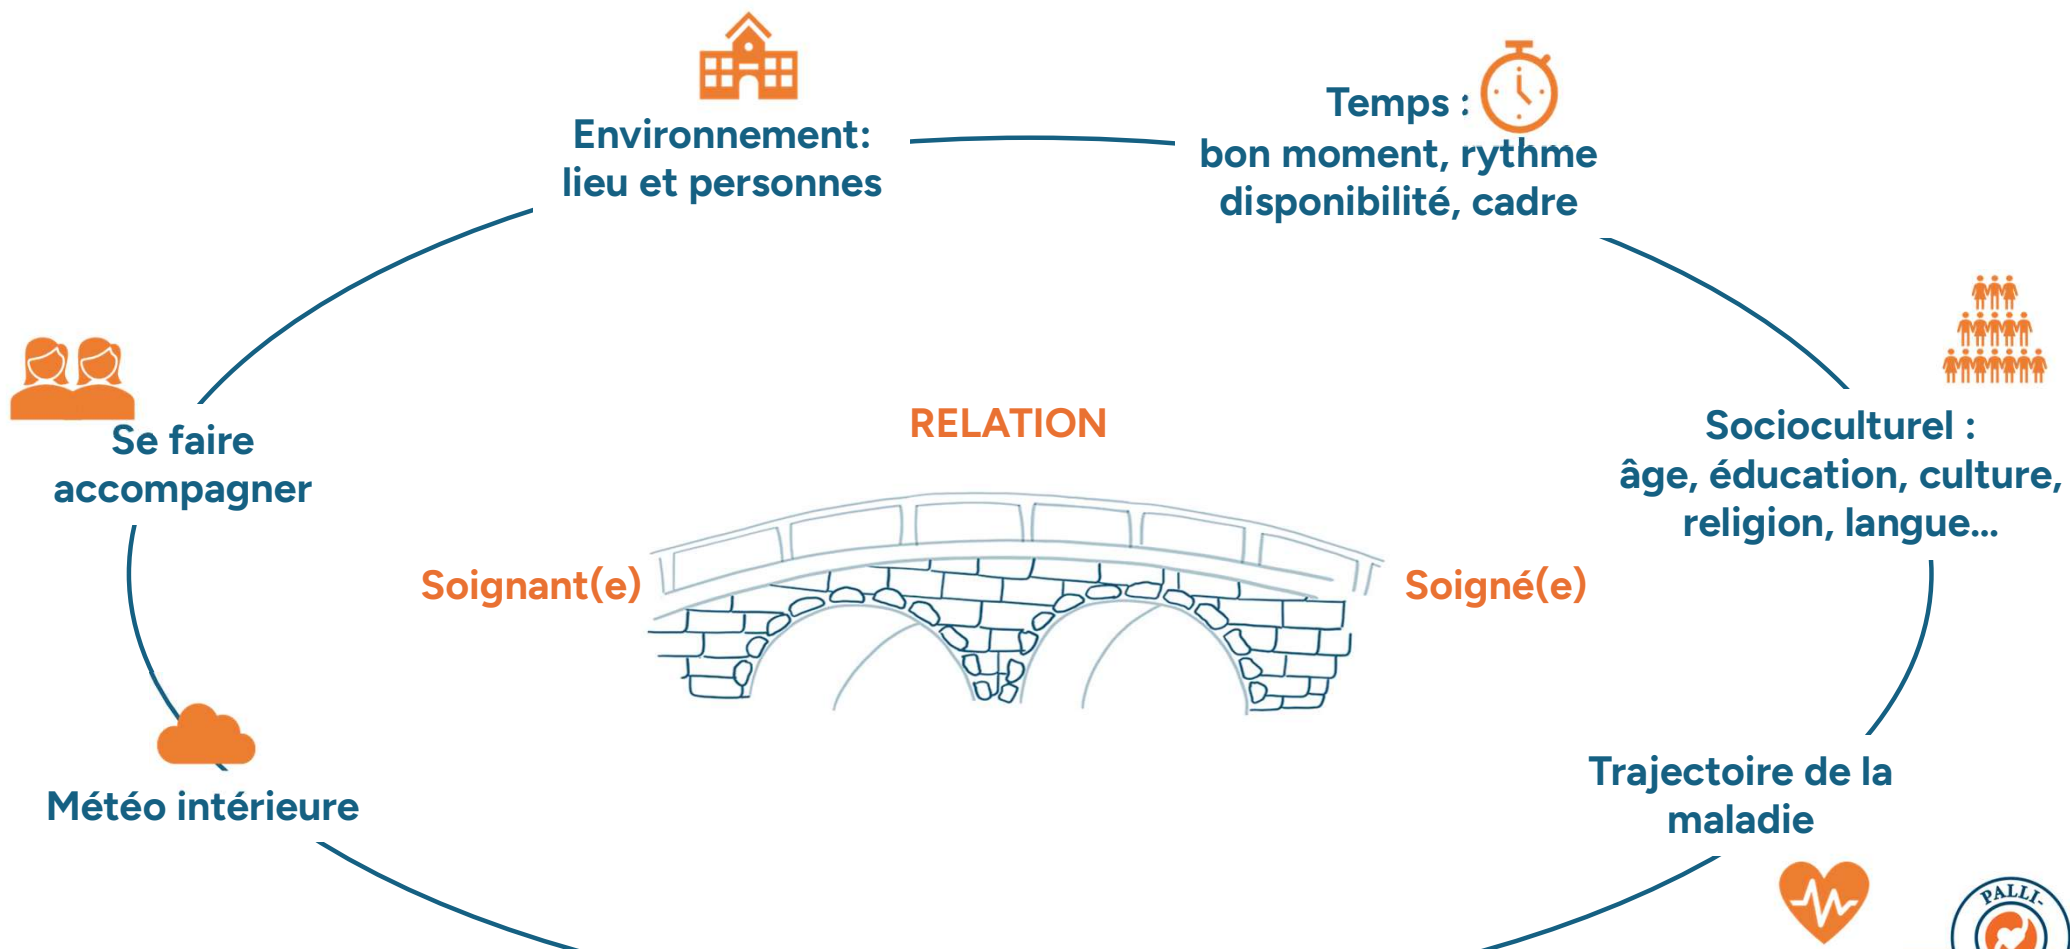 Environnement:
lieu et personnes
Temps :
bon moment, rythme
disponibilité, cadre
Se faire
accompagner
RELATION
Socioculturel :
âge, éducation, culture,
religion, langue...
Soignant(e)
Soigné(e)
Météo intérieure
Trajectoire de la
maladie
PALLI-